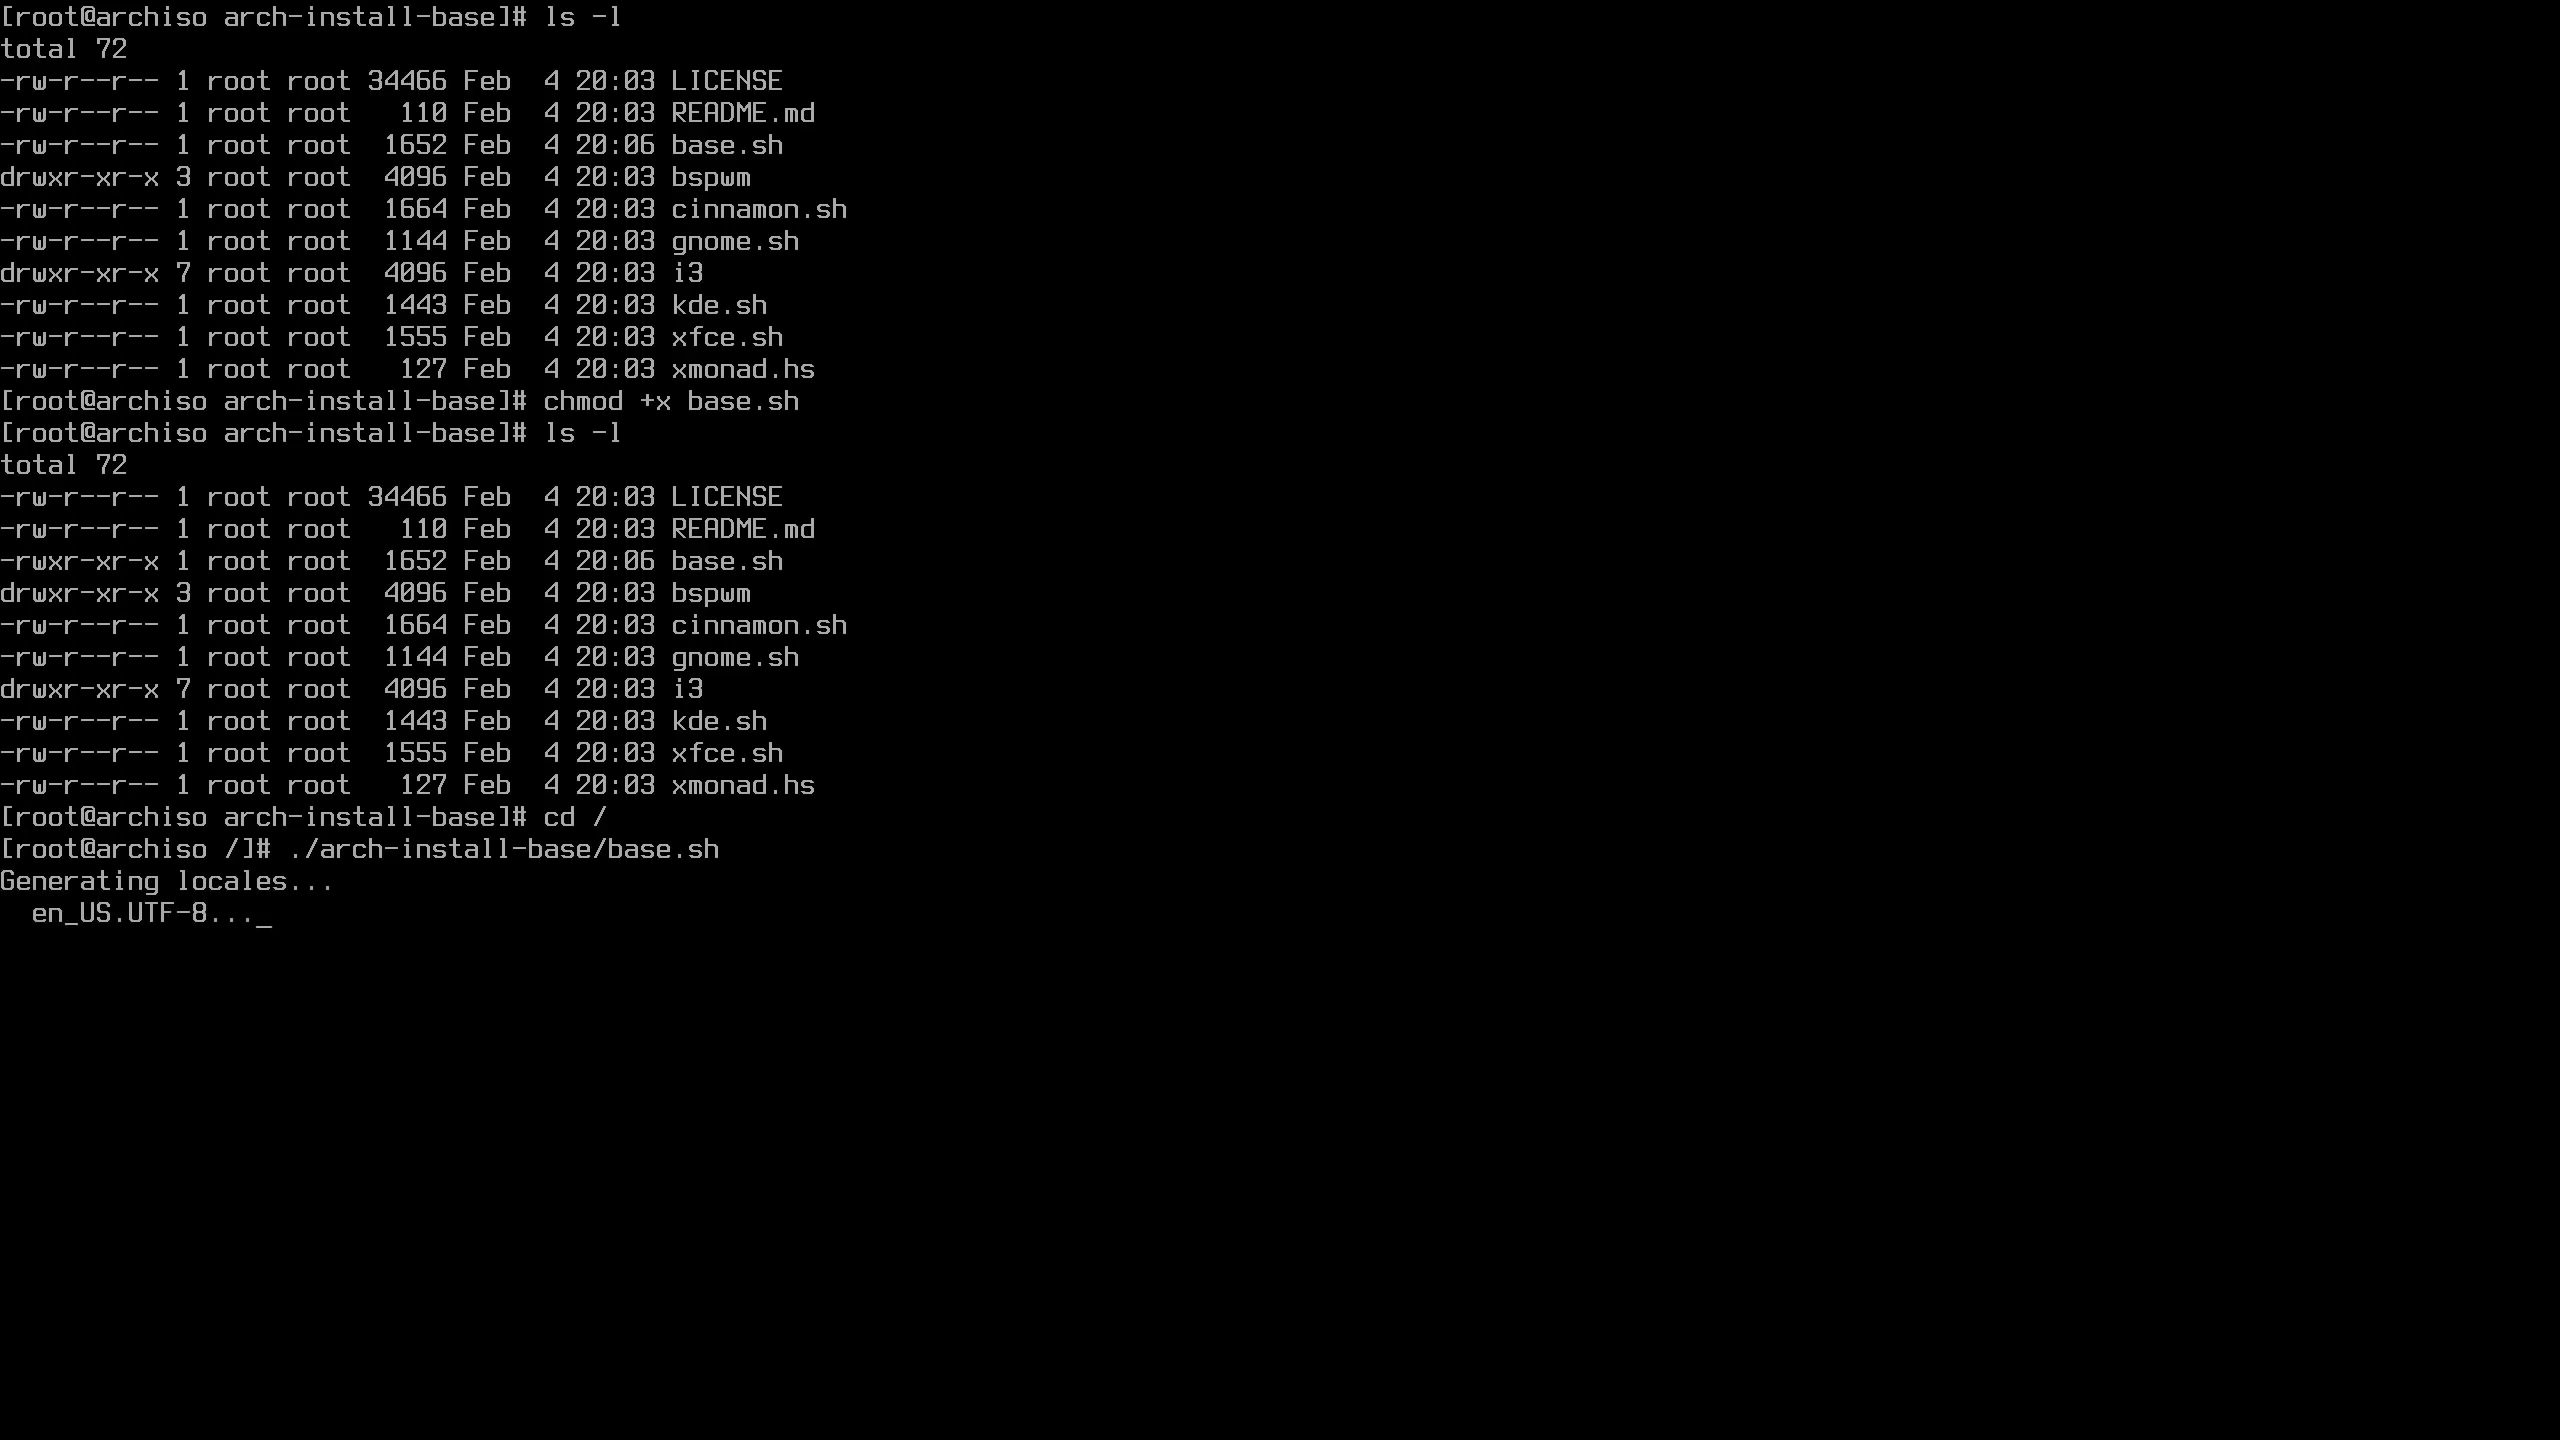 [root@archiso arch-install-base]# ls -l
total 72
-rw-r--r-- 1 root root 34466 Feb  4 20:03 LICENSE
-rw-r--r-- 1 root root   110 Feb  4 20:03 README.md
-rw-r--r-- 1 root root  1652 Feb  4 20:06 base.sh
drwxr-xr-x 3 root root  4096 Feb  4 20:03 bspwm
-rw-r--r-- 1 root root  1664 Feb  4 20:03 cinnamon.sh
-rw-r--r-- 1 root root  1144 Feb  4 20:03 gnome.sh
drwxr-xr-x 7 root root  4096 Feb  4 20:03 i3
-rw-r--r-- 1 root root  1443 Feb  4 20:03 kde.sh
-rw-r--r-- 1 root root  1555 Feb  4 20:03 xfce.sh
-rw-r--r-- 1 root root   127 Feb  4 20:03 xmonad.hs
[root@archiso arch-install-base]# chmod +x base.sh
[root@archiso arch-install-base]# ls -l
total 72
-rw-r--r-- 1 root root 34466 Feb  4 20:03 LICENSE
-rw-r--r-- 1 root root   110 Feb  4 20:03 README.md
-rwxr-xr-x 1 root root  1652 Feb  4 20:06 base.sh
drwxr-xr-x 3 root root  4096 Feb  4 20:03 bspwm
-rw-r--r-- 1 root root  1664 Feb  4 20:03 cinnamon.sh
-rw-r--r-- 1 root root  1144 Feb  4 20:03 gnome.sh
drwxr-xr-x 7 root root  4096 Feb  4 20:03 i3
-rw-r--r-- 1 root root  1443 Feb  4 20:03 kde.sh
-rw-r--r-- 1 root root  1555 Feb  4 20:03 xfce.sh
-rw-r--r-- 1 root root   127 Feb  4 20:03 xmonad.hs
[root@archiso arch-install-base]# cd /
[root@archiso /]# ./arch-install-base/base.sh
Generating locales...
  en_US.UTF-8..._